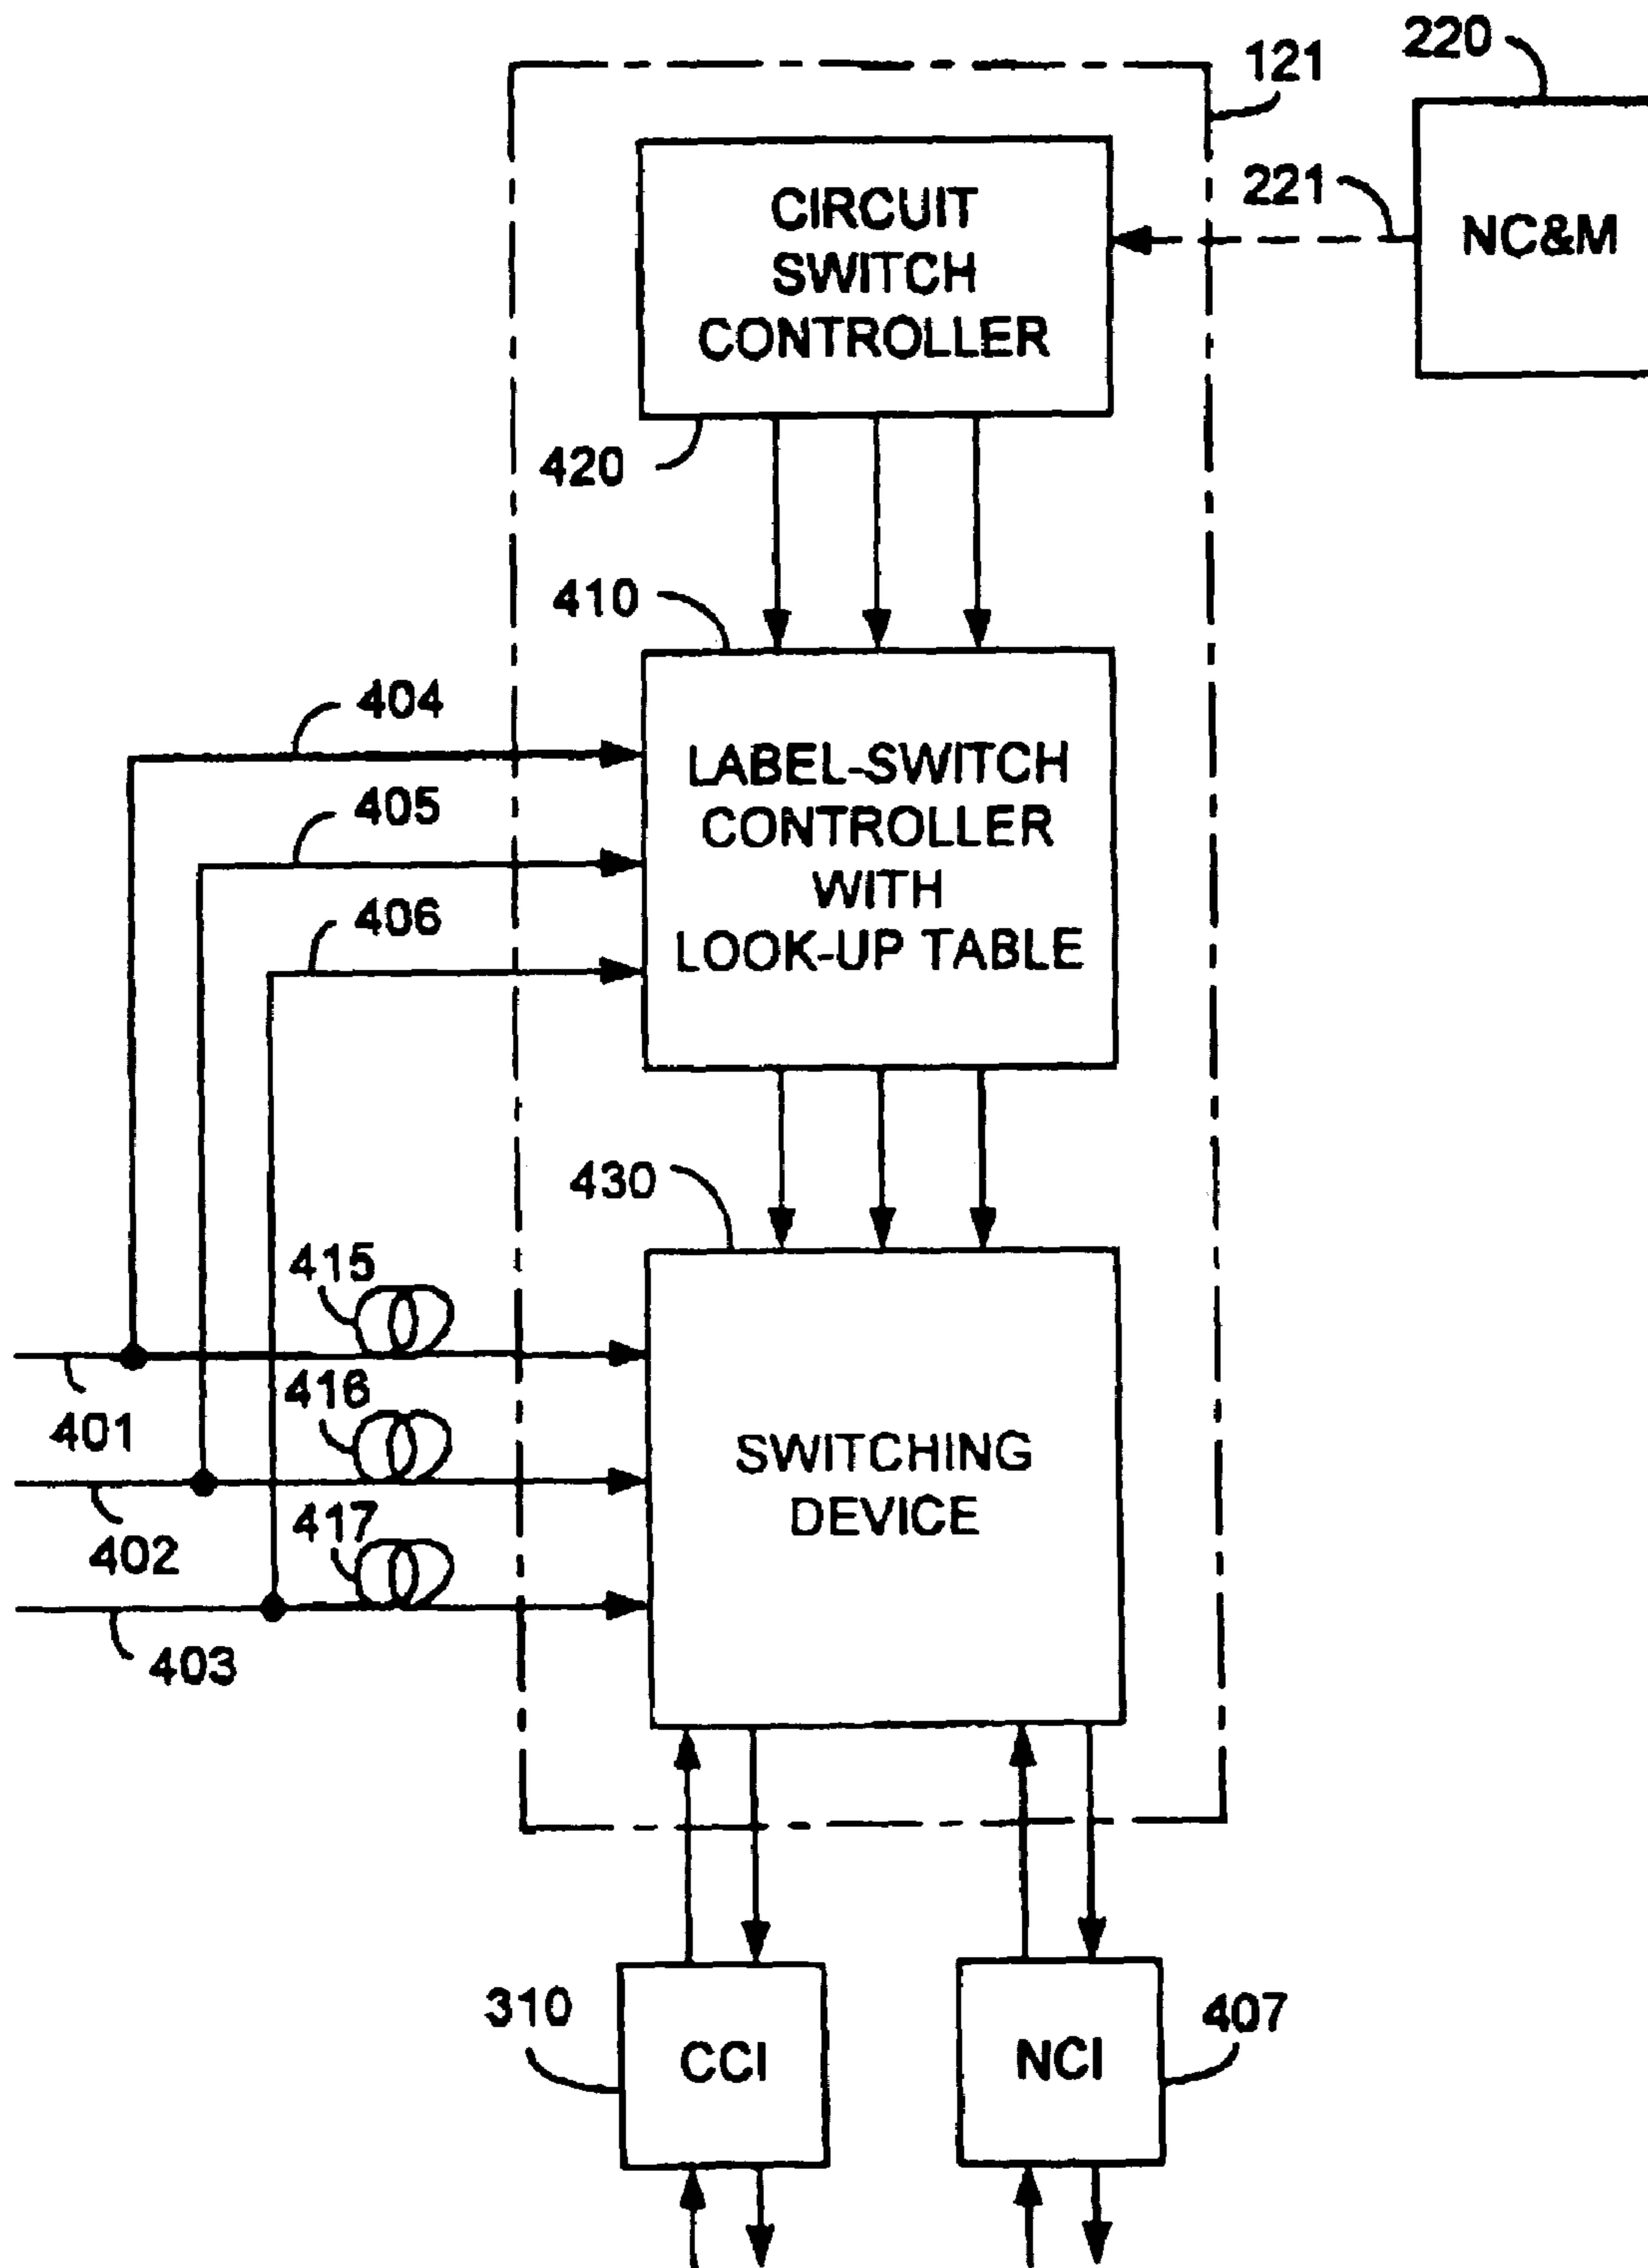 220
121
CIRCUIT
SWITCH
CONTROLLER
221
NC&M
420
410
404
LABEL-SWITCH
CONTROLLER
WITH
LOOK-UP TABLE
405
406
430
415
401
416
SWITCHING
DEVICE
402
417
403
310
CCI
NCI
407